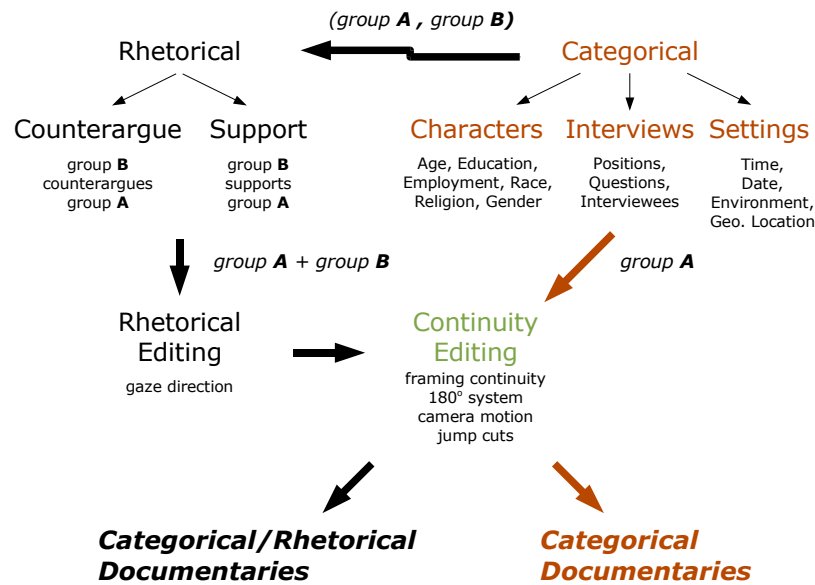 (group A , group B)
Rhetorical
Categorical
Counterargue
Support
Characters
Interviews
Settings
group B
counterargues
group A
group B
supports
group A
Age, Education,
Employment, Race,
Religion, Gender
Positions,
Questions,
Interviewees
Time,
Date,
Environment,
Geo. Location
group A + group B
group A
Rhetorical
Editing
gaze direction
Continuity
Editing
framing continuity
180° system
camera motion
jump cuts
Categorical/Rhetorical
Documentaries
Categorical
Documentaries